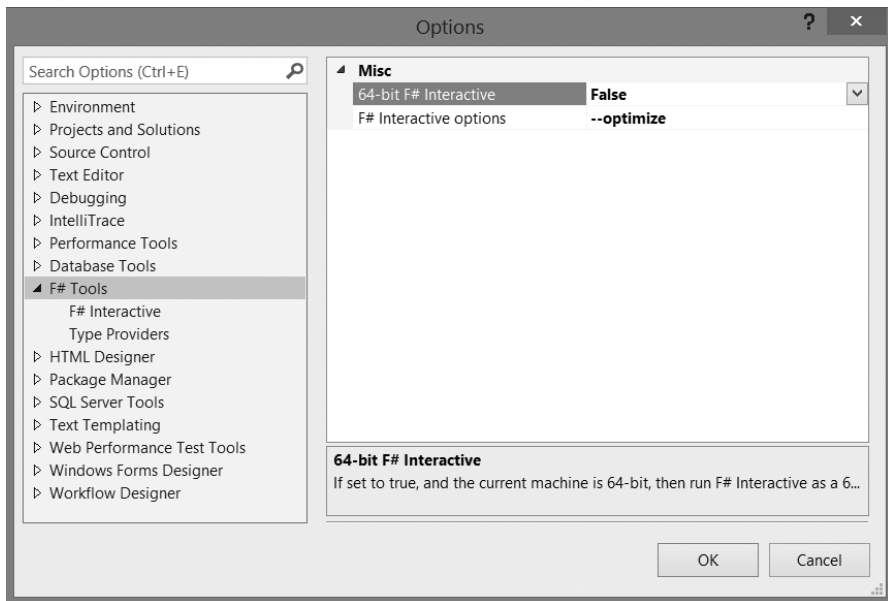 Options
? ×
Search Options (Ctrl+E)
Environment
Projects and Solutions
Source Control
Text Editor
Debugging
IntelliTrace
Performance Tools
Database Tools
F# Tools
F# Interactive
Type Providers
HTML Designer
Package Manager
SQL Server Tools
Text Templating
Web Performance Test Tools
Windows Forms Designer
Workflow Designer
Misc
64-bit F# Interactive False
F# Interactive options --optimize
64-bit F# Interactive
If set to true, and the current machine is 64-bit, then run F# Interactive as a 6...
OK Cancel